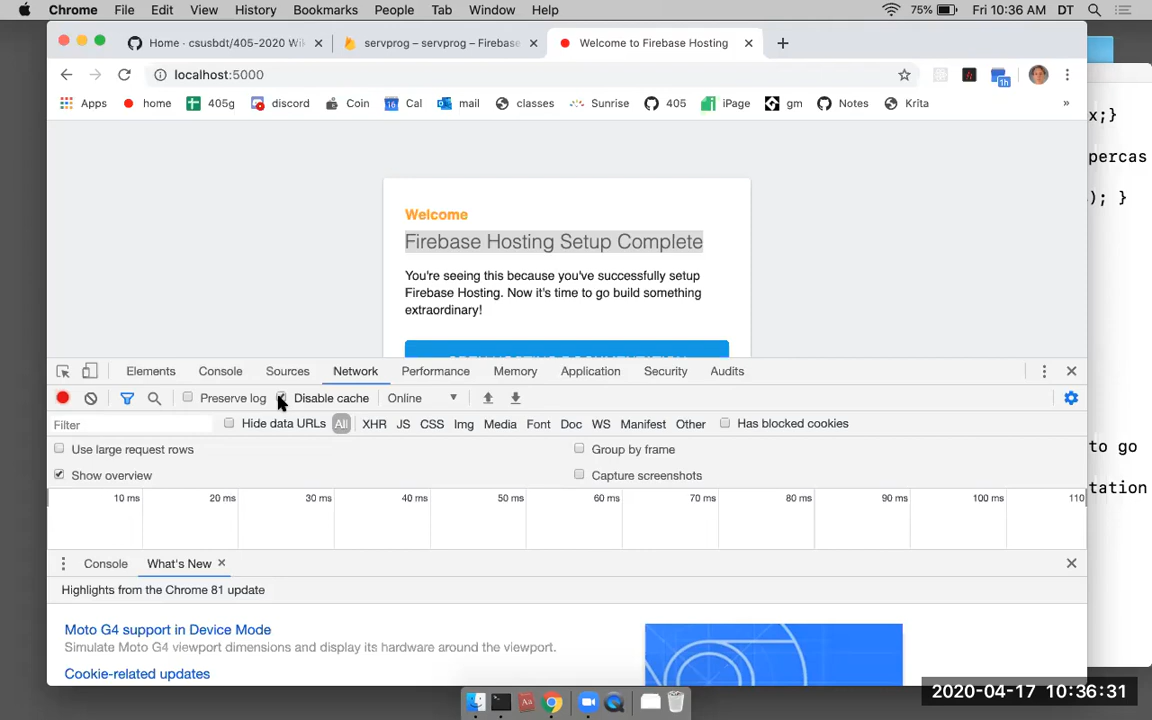 Chrome File Edit View History Bookmarks People Tab Window Help 75% Fri 10:36 AM DT
Home · csusbdt/405-2020 Wik servprog – servprog – Firebase Welcome to Firebase Hosting
localhost:5000
Apps home 405g discord Coin Cal mail classes Sunrise 405 iPage gm Notes Krita »
16
1h
x;}
percas
); }
Welcome
Firebase Hosting Setup Complete
You're seeing this because you've successfully setup
Firebase Hosting. Now it's time to go build something
extraordinary!
Elements Console Sources Network Performance Memory Application Security Audits
Preserve log Disable cache Online
Filter Hide data URLs All XHR JS CSS Img Media Font Doc WS Manifest Other Has blocked cookies
Use large request rows Group by frame
to go
Show overview Capture screenshots
tation
10 ms 20 ms 30 ms 40 ms 50 ms 60 ms 70 ms 80 ms 90 ms 100 ms 110
Console What's New
Highlights from the Chrome 81 update
Moto G4 support in Device Mode
Simulate Moto G4 viewport dimensions and display its hardware around the viewport.
Cookie-related updates
2020-04-17 10:36:31